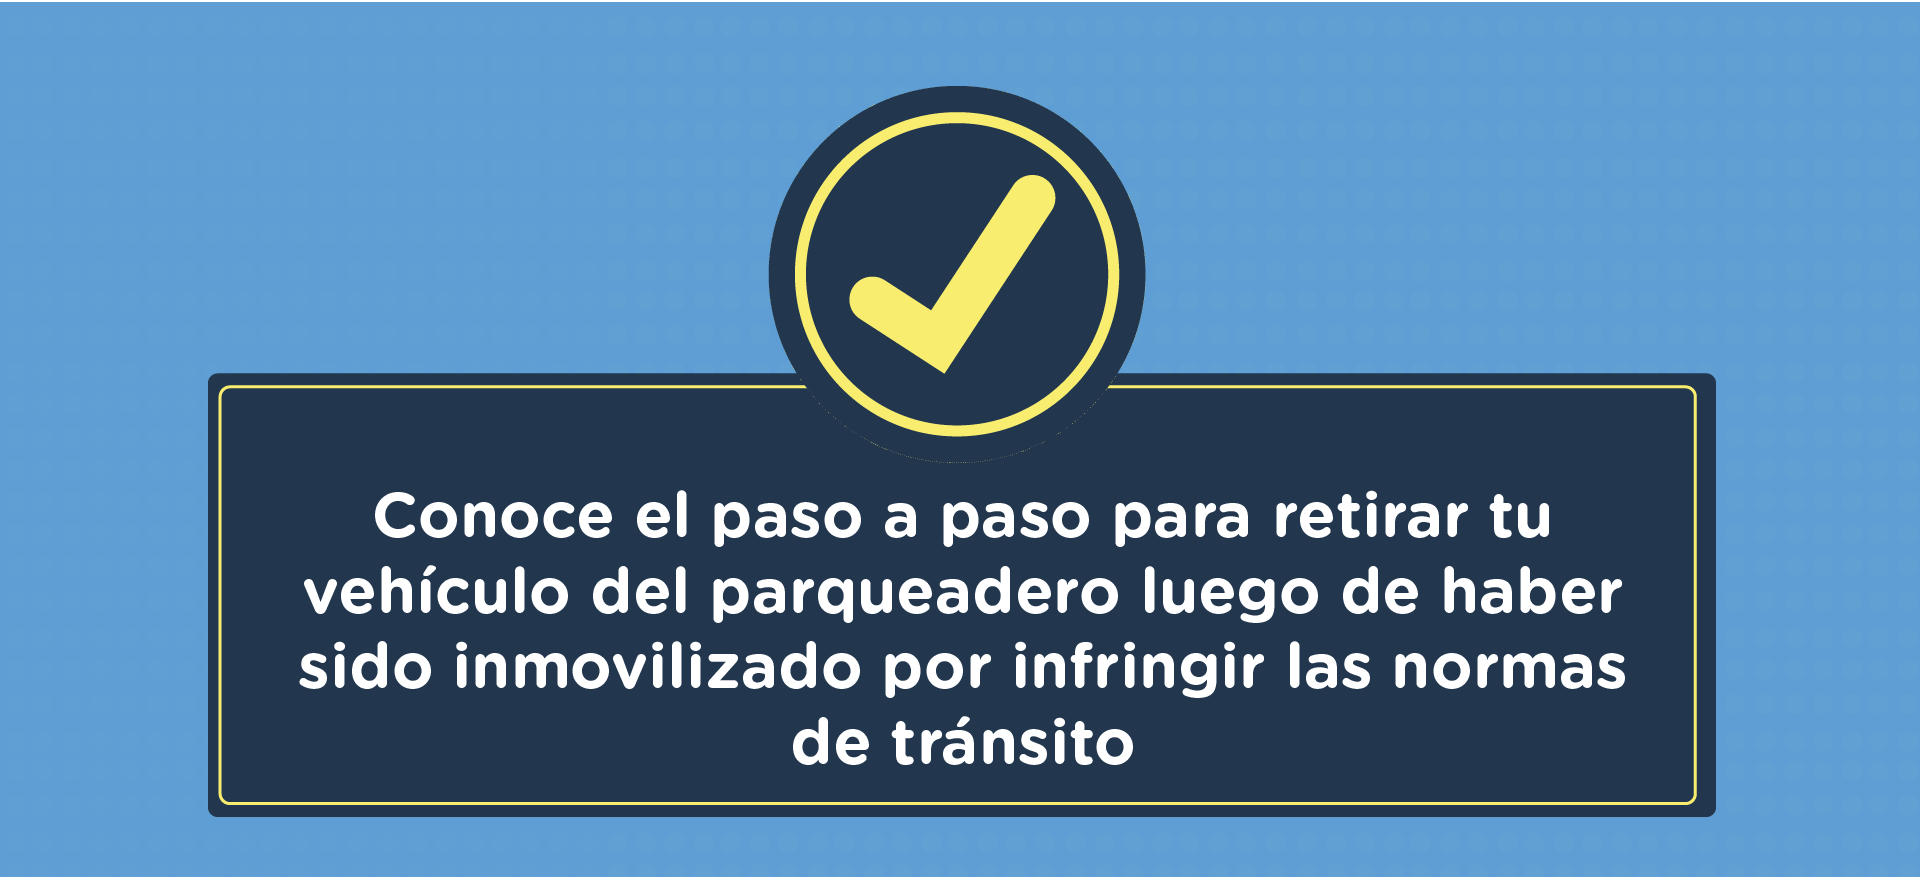 Conoce el paso a paso para retirar tu
vehículo del parqueadero luego de haber
sido inmovilizado por infringir las normas
de tránsito